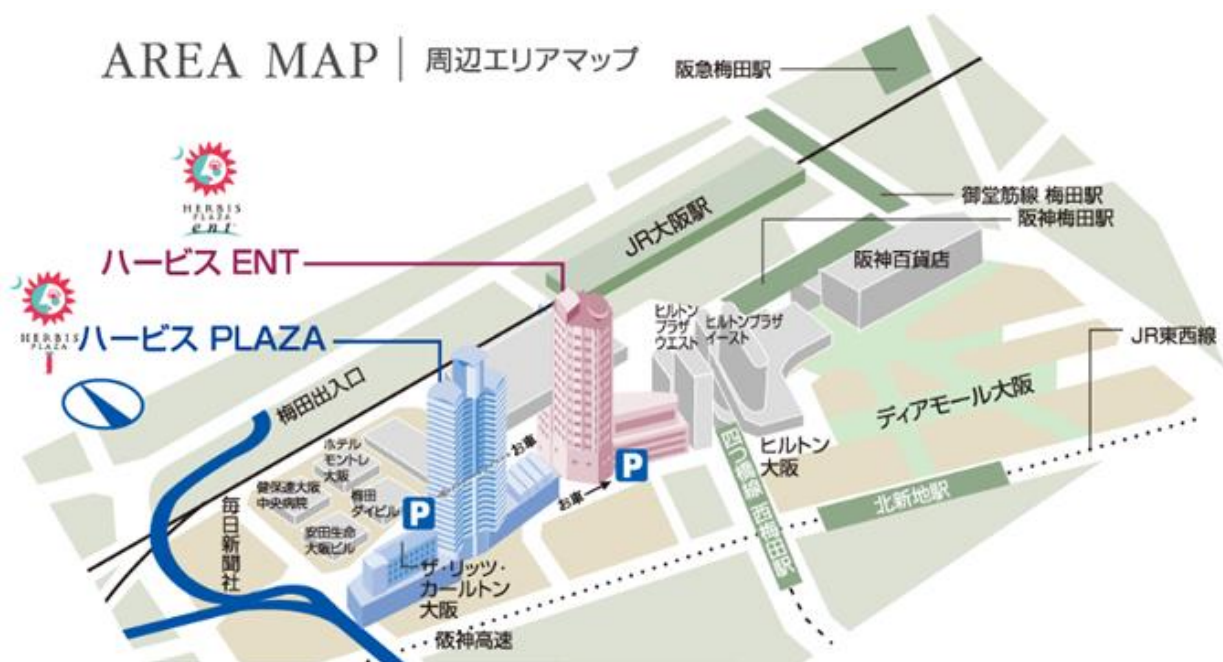 AREA MAP | 周辺エリアマップ
阪急梅田駅
HERBIS
PLAZA
ent
ハービス ENT
JR大阪駅
御堂筋線 梅田駅
阪神梅田駅
阪神百貨店
HERBIS
PLAZA
ハービス PLAZA
ヒルトン
プラザ
ウエスト
ヒルトンプラザ
イースト
JR東西線
梅田出入口
ディアモール大阪
ホテル
モントレ
大阪
お車
P
ヒルトン
大阪
健保連大阪
中央病院
梅田
ダイビル
P
お車
四つ橋線 西梅田駅
北新地駅
毎日新聞社
安田生命
大阪ビル
ザ・リッツ・
カールトン
大阪
阪神高速